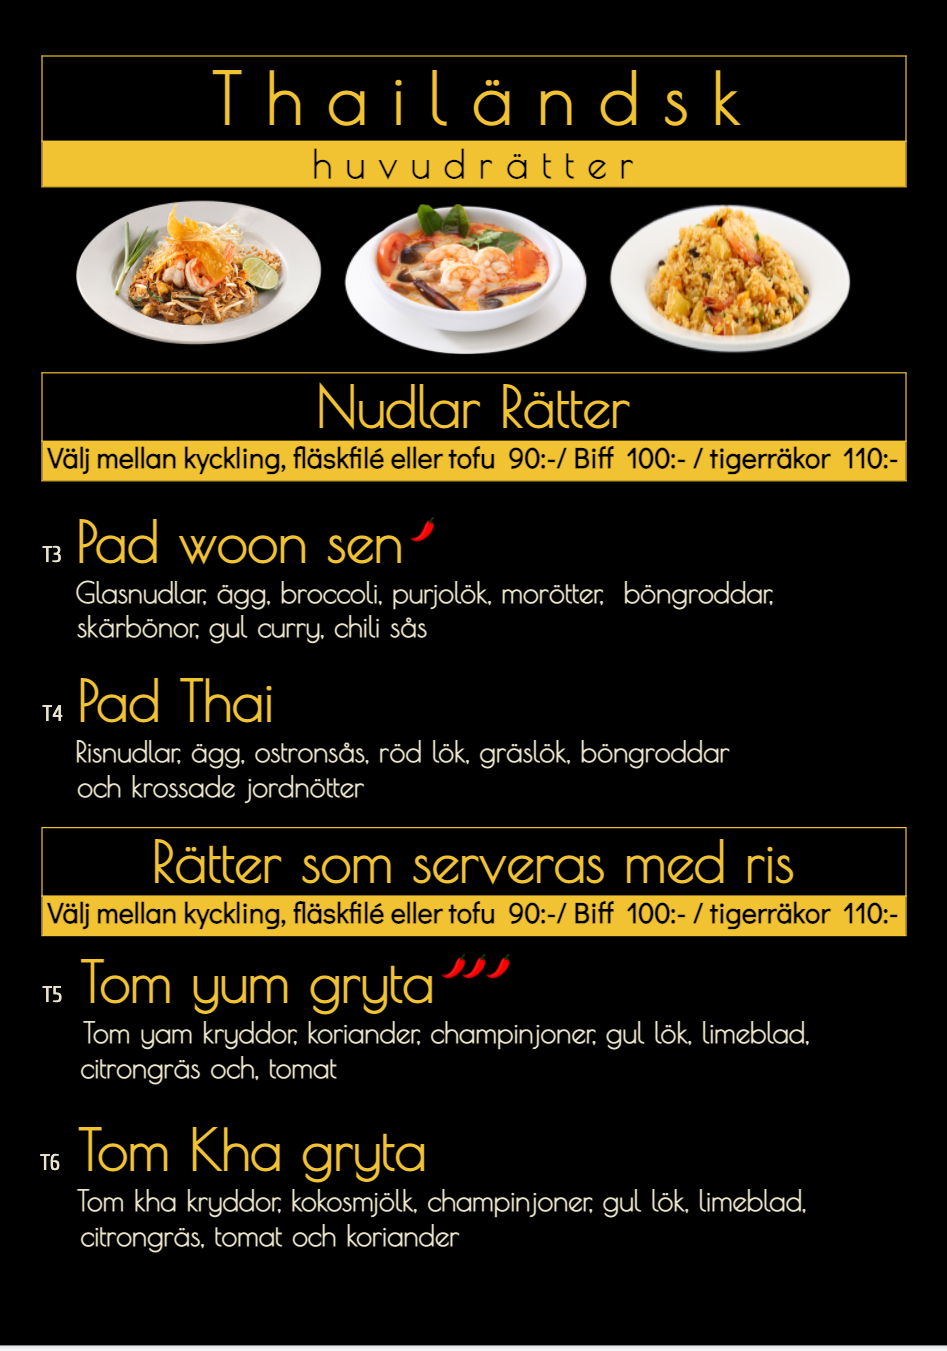 Thailändsk
huvudrätter
Nudlar Rätter
Välj mellan kyckling, fläskfilé eller tofu 90:-/ Biff 100:- / tigerräkor 110:-
T3 Pad woon sen
Glasnudlar, ägg, broccoli, purjolök, morötter, böngroddar,
skärbönor, gul curry, chili sås
T4 Pad Thai
Risnudlar, ägg, ostronsås, röd lök, gräslök, böngroddar
och krossade jordnötter
Rätter som serveras med ris
Välj mellan kyckling, fläskfilé eller tofu 90:-/ Biff 100:- / tigerräkor 110:-
T5 Tom yum gryta
Tom yam kryddor, koriander, champinjoner, gul lök, limeblad,
citrongräs och, tomat
T6 Tom Kha gryta
Tom kha kryddor, kokosmjölk, champinjoner, gul lök, limeblad,
citrongräs, tomat och koriander